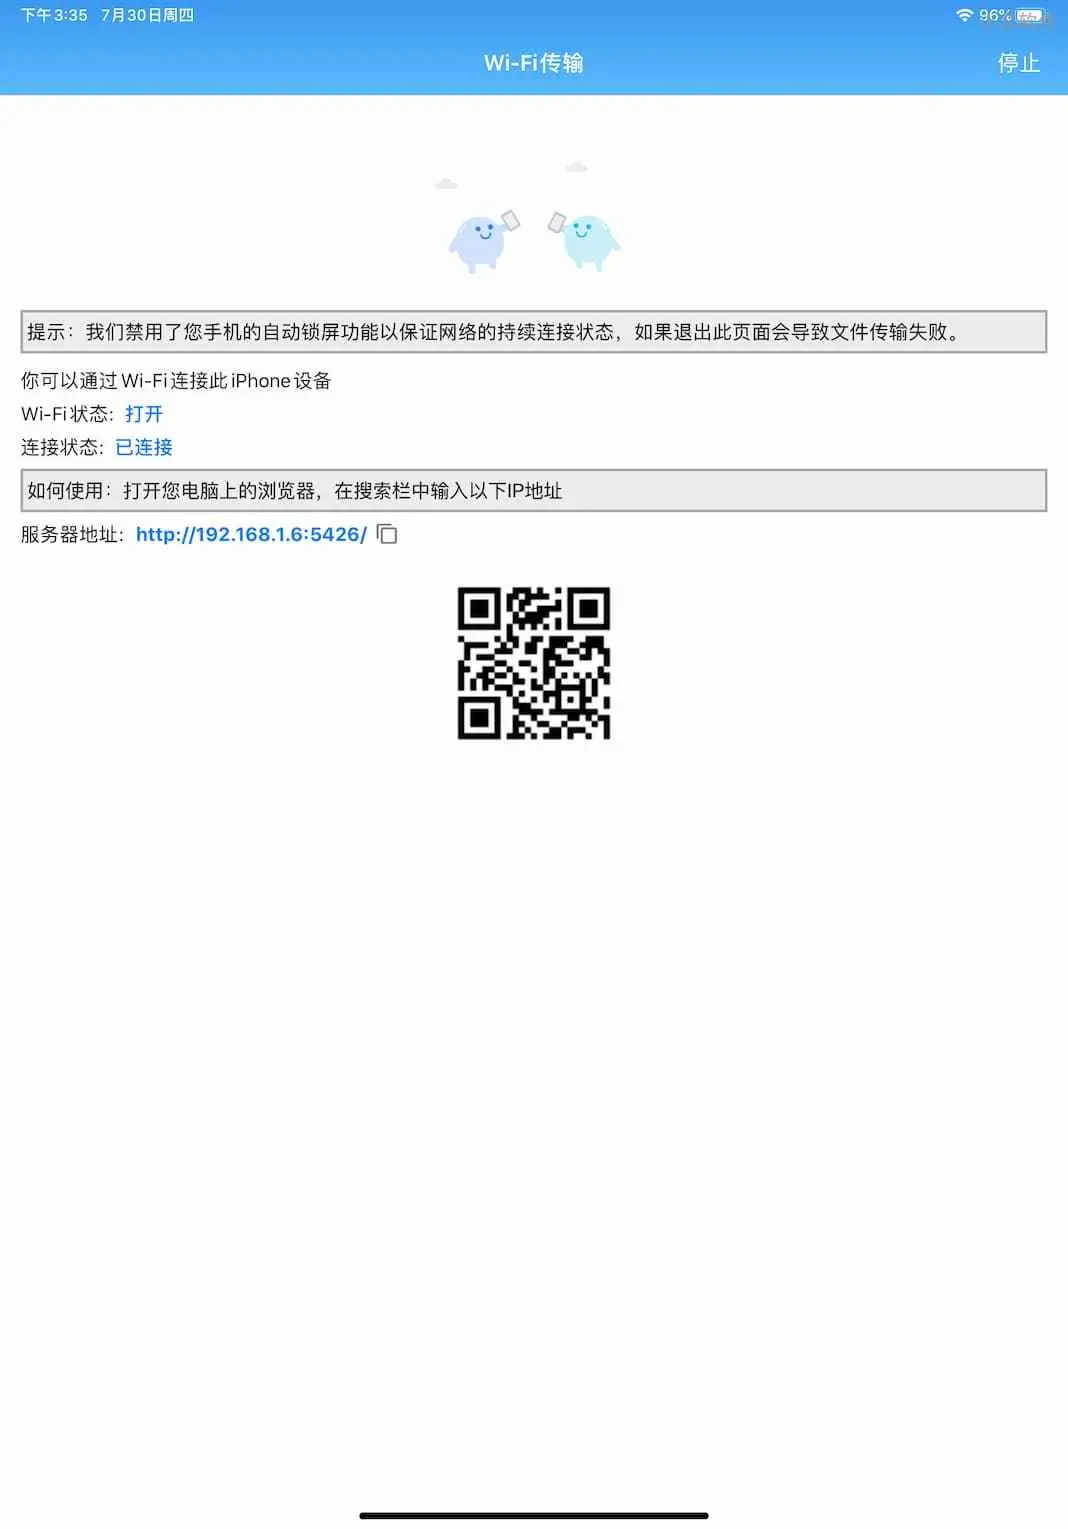 下午3:35 7月30日周四
96%
Wi-Fi传输
停止
提示：我们禁用了您手机的自动锁屏功能以保证网络的持续连接状态，如果退出此页面会导致文件传输失败。
你可以通过Wi-Fi连接此iPhone设备
Wi-Fi状态：打开
连接状态：已连接
如何使用：打开您电脑上的浏览器，在搜索栏中输入以下IP地址
服务器地址：http://192.168.1.6:5426/